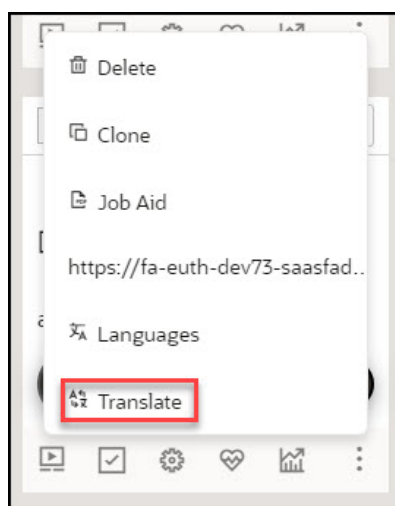 Delete
Clone
Job Aid
https://fa-euth-dev73-saasfad..
Languages
Translate